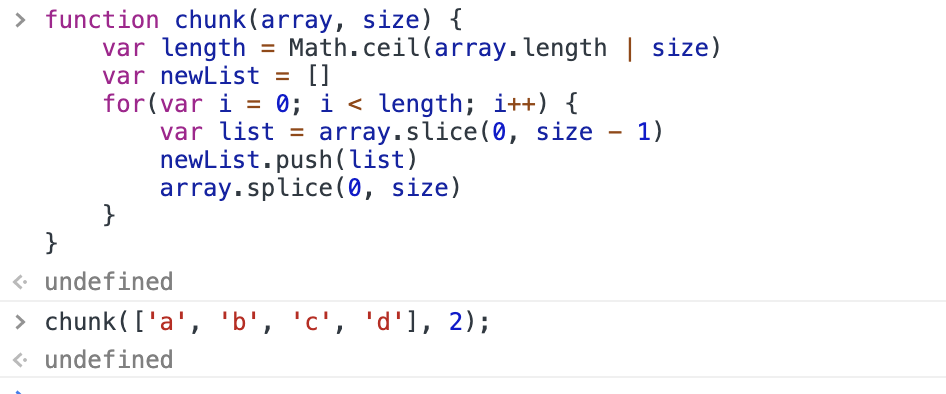 > function chunk(array, size) {
    var length = Math.ceil(array.length | size)
    var newList = []
    for(var i = 0; i < length; i++) {
        var list = array.slice(0, size - 1)
        newList.push(list)
        array.splice(0, size)
    }
}
undefined
> chunk(['a', 'b', 'c', 'd'], 2);
undefined